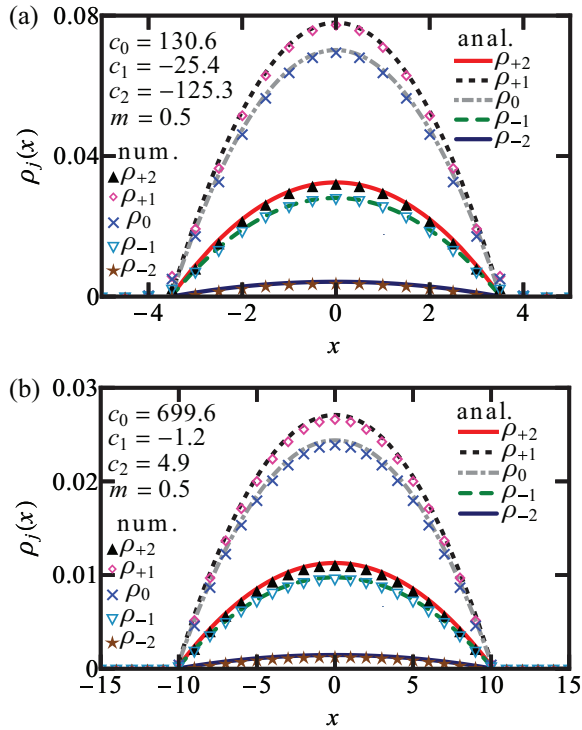 (a)
0.08
0.04
0
ρj(x)
c0 = 130.6
c1 = −25.4
c2 = −125.3
m = 0.5
num.
ρ+2
ρ+1
ρ0
ρ−1
ρ−2
anal.
ρ+2
ρ+1
ρ0
ρ−1
ρ−2
−4 −2 0 2 4
x
(b)
0.03
0.02
0.01
0
ρj(x)
c0 = 699.6
c1 = −1.2
c2 = 4.9
m = 0.5
num.
ρ+2
ρ+1
ρ0
ρ−1
ρ−2
anal.
ρ+2
ρ+1
ρ0
ρ−1
ρ−2
−15 −10 −5 0 5 10 15
x